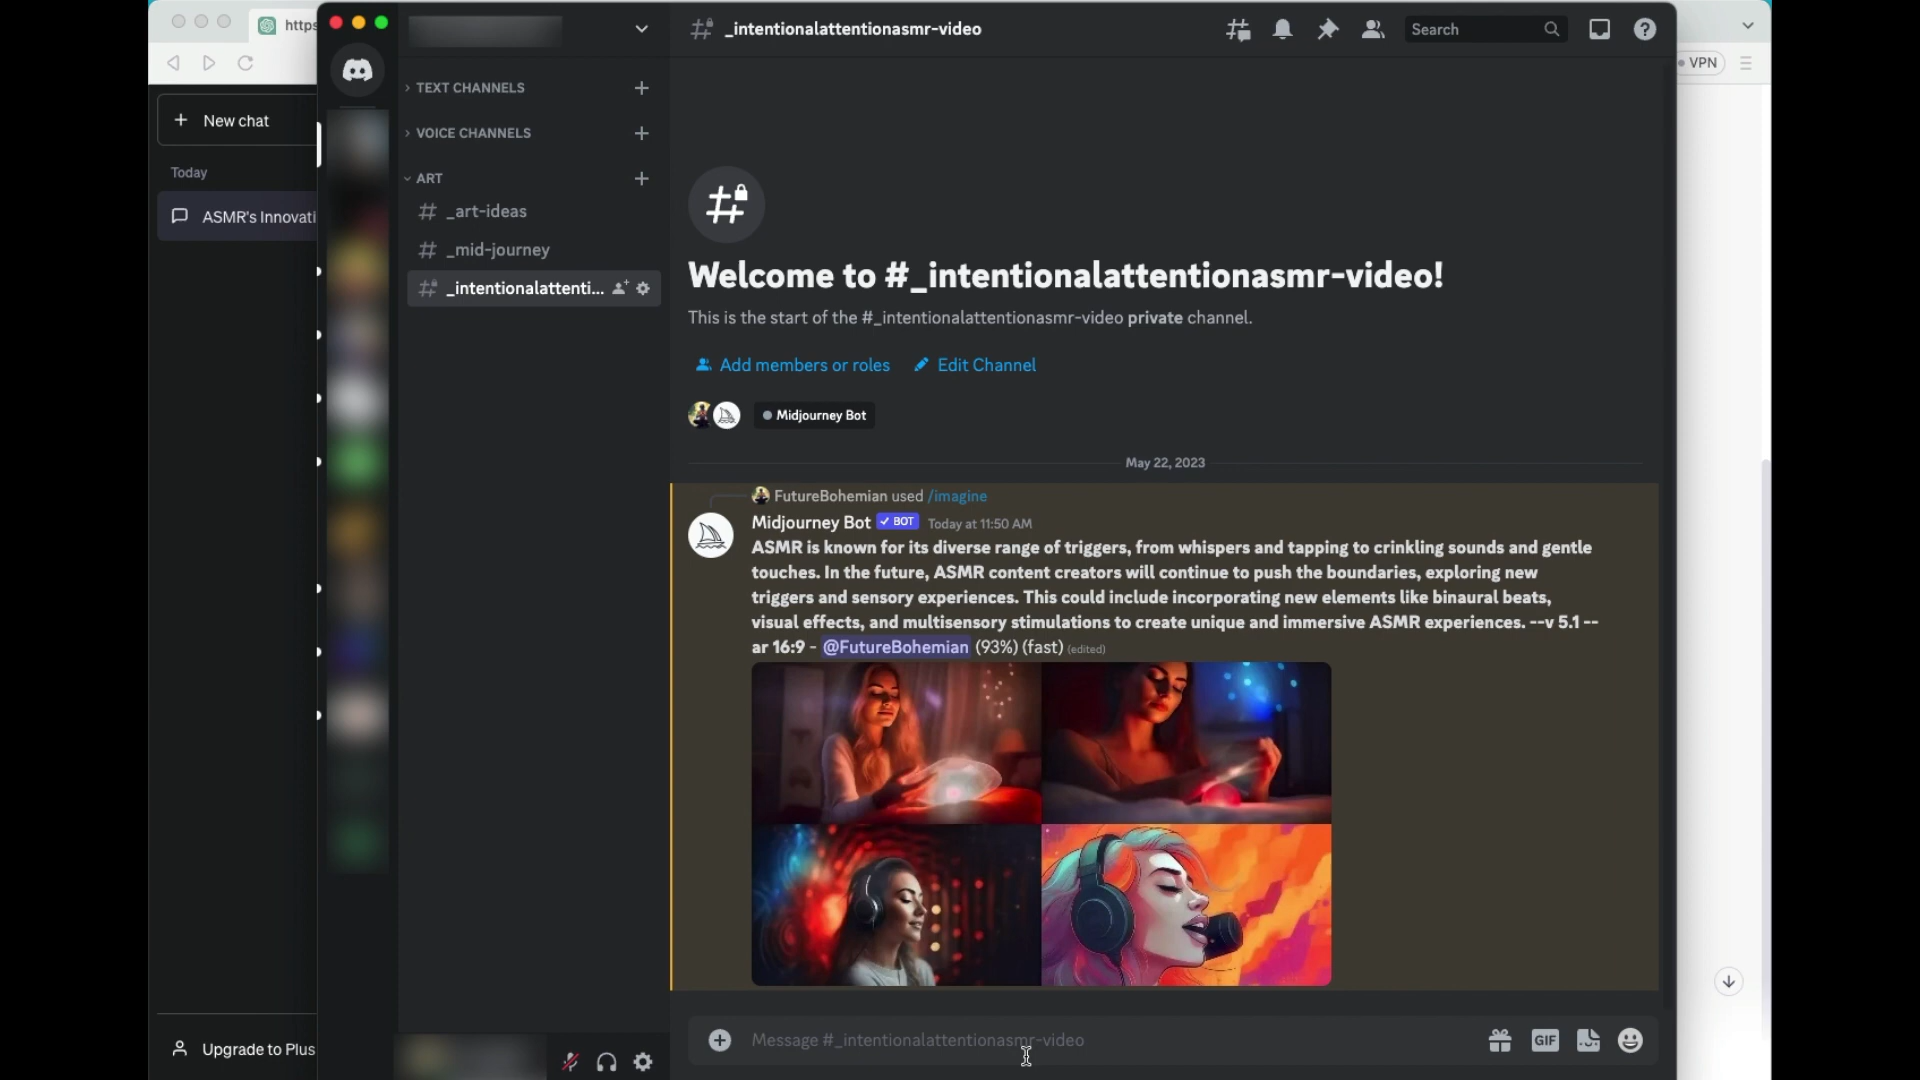 https
VPN
New chat
Today
ASMR's Innovati
Upgrade to Plus
TEXT CHANNELS
VOICE CHANNELS
ART
_art-ideas
_mid-journey
_intentionalattenti...
_intentionalattentionasmr-video
Search
Welcome to #_intentionalattentionasmr-video!
This is the start of the #_intentionalattentionasmr-video private channel.
Add members or roles
Edit Channel
Midjourney Bot
May 22, 2023
FutureBohemian used /imagine
Midjourney Bot ✓ BOT Today at 11:50 AM
ASMR is known for its diverse range of triggers, from whispers and tapping to crinkling sounds and gentle
touches. In the future, ASMR content creators will continue to push the boundaries, exploring new
triggers and sensory experiences. This could include incorporating new elements like binaural beats,
visual effects, and multisensory stimulations to create unique and immersive ASMR experiences. --v 5.1 --
ar 16:9 - @FutureBohemian (93%) (fast) (edited)
Message #_intentionalattentionasmr-video
GIF